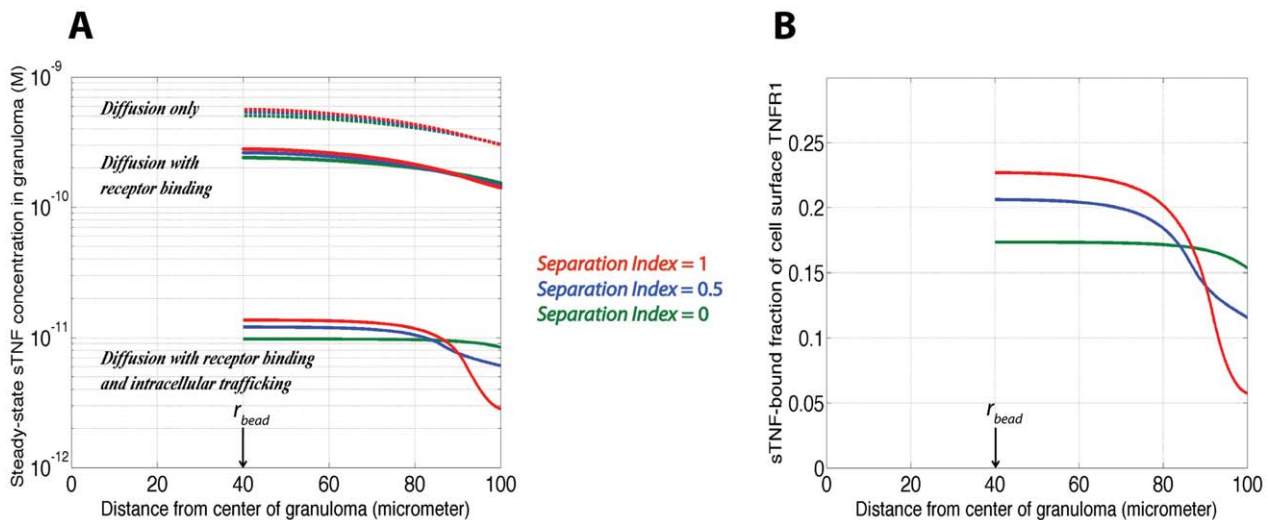 A
Steady-state sTNF concentration in granuloma (M)
10^-9
10^-10
10^-11
10^-12
Diffusion only
Diffusion with
receptor binding
Diffusion with receptor binding
and intracellular trafficking
r_bead
0 20 40 60 80 100
Distance from center of granuloma (micrometer)
Separation Index = 1
Separation Index = 0.5
Separation Index = 0
B
sTNF-bound fraction of cell surface TNFR1
0.25
0.2
0.15
0.1
0.05
0
r_bead
0 20 40 60 80 100
Distance from center of granuloma (micrometer)